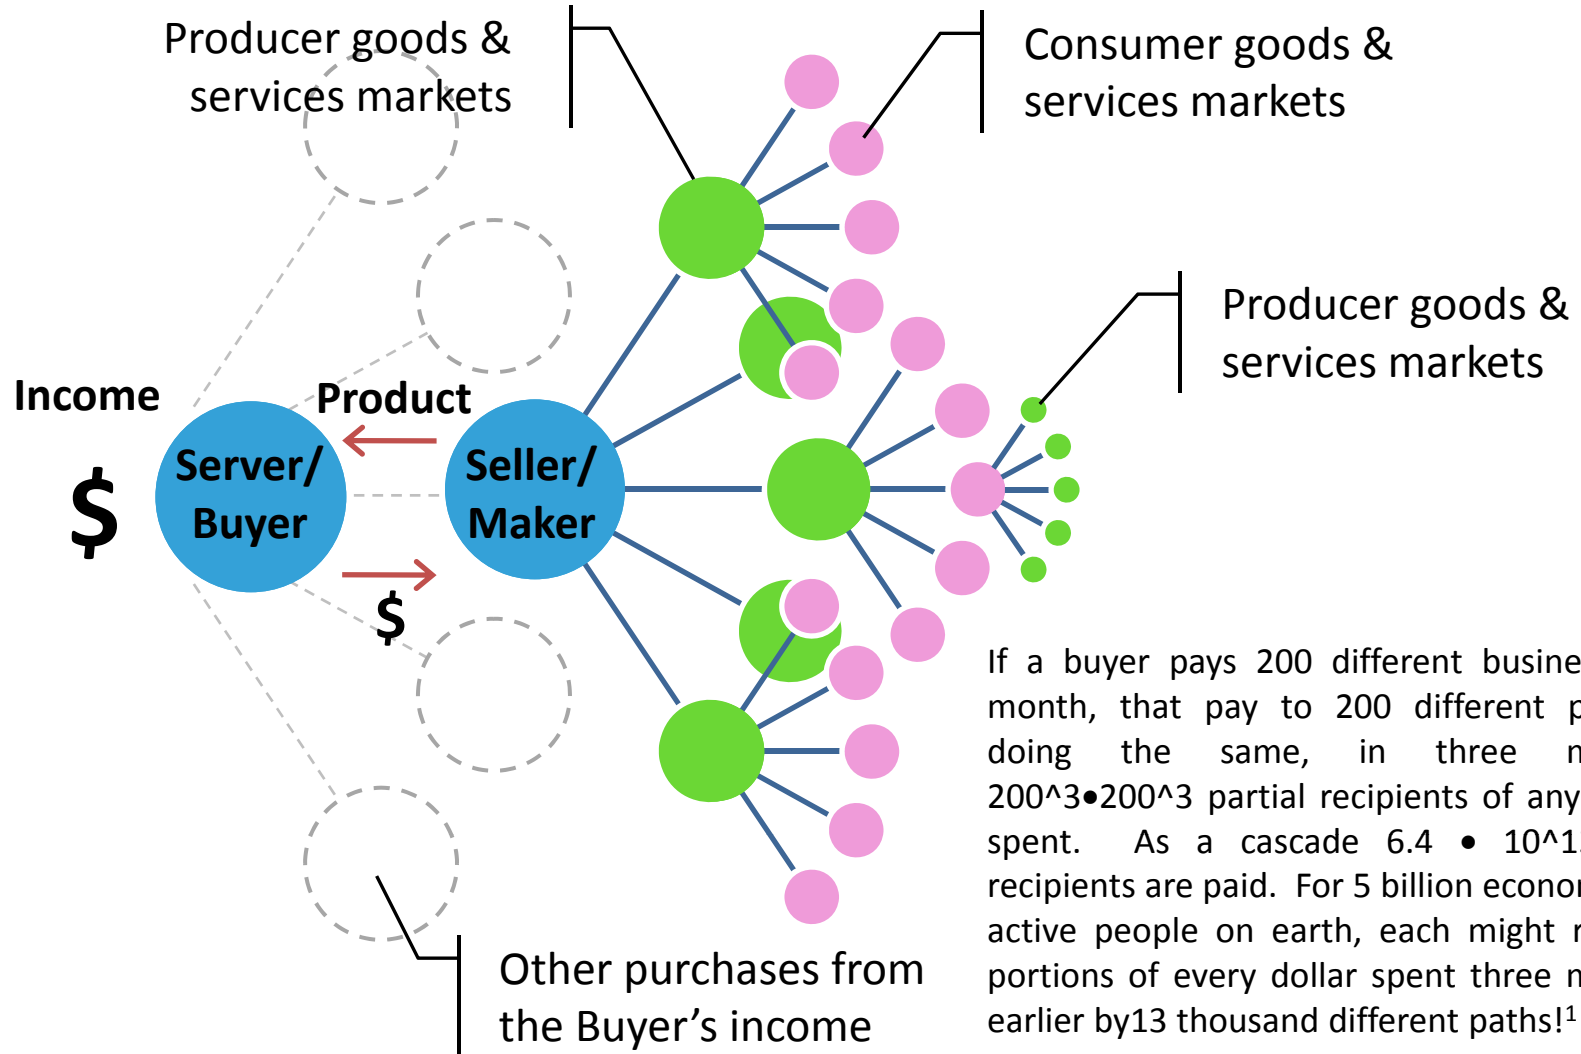 Producer goods &
services markets
Consumer goods &
services markets
Producer goods &
services markets
Income
$
Product
Server/
Buyer
Seller/
Maker
$
Other purchases from
the Buyer’s income
If a buyer pays 200 different
month, that pay to 200 different
doing the same, in three
200^3•200^3 partial recipients of any
spent. As a cascade 6.4 •
recipients are paid. For 5 billion
active people on earth, each might
portions of every dollar spent three
earlier by13 thousand different paths!¹